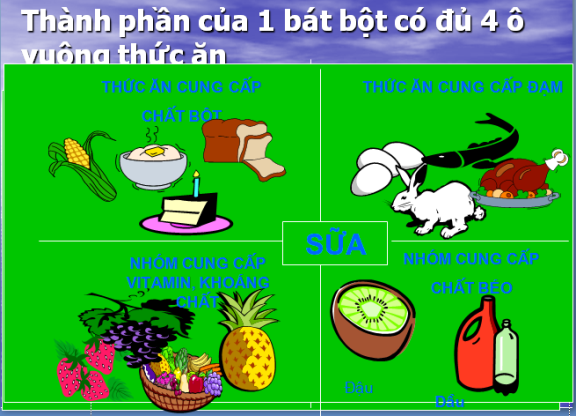 Thành phần của 1 bát bột có đủ 4 ô
vuông thức ăn
THỨC ĂN CUNG CẤP
CHẤT BỘT
THỨC ĂN CUNG CẤP ĐẠM
SỮA
NHÓM CUNG CẤP
VITAMIN, KHOÁNG
CHẤT
NHÓM CUNG CẤP
CHẤT BÉO
Đâu
Dầu